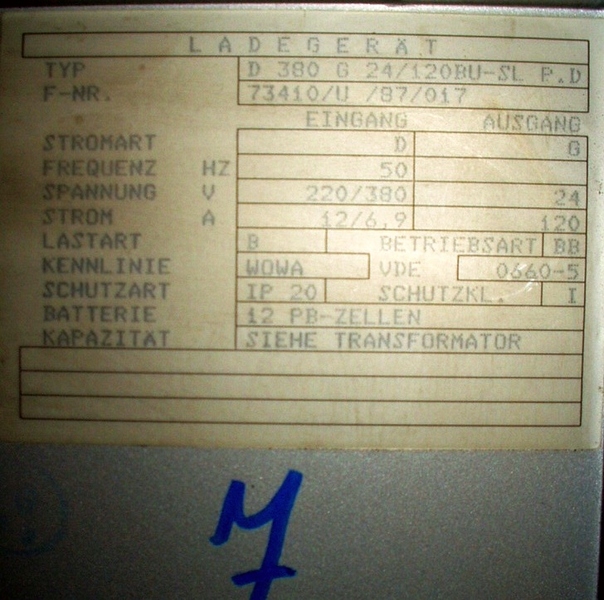 LADEGERÄT
TYP D 380 G 24/120BU-SL P.D
F-NR. 73410/U /87/017
EINGANG AUSGANG
STROMART D G
FREQUENZ HZ 50
SPANNUNG V 220/380 24
STROM A 12/6,9 120
LASTART B BETRIEBSART BB
KENNLINIE WOWA VDE 0660-5
SCHUTZART IP 20 SCHUTZKL. I
BATTERIE 12 PB-ZELLEN
KAPAZITÄT SIEHE TRANSFORMATOR
7